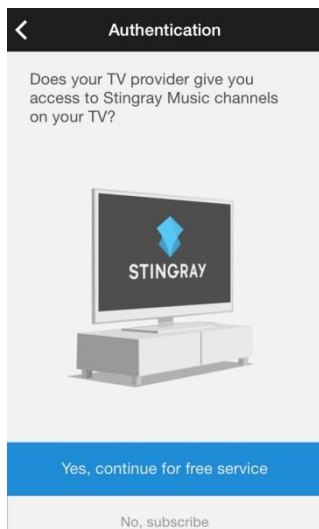 Authentication
Does your TV provider give you
access to Stingray Music channels
on your TV?
STINGRAY
Yes, continue for free service
No, subscribe